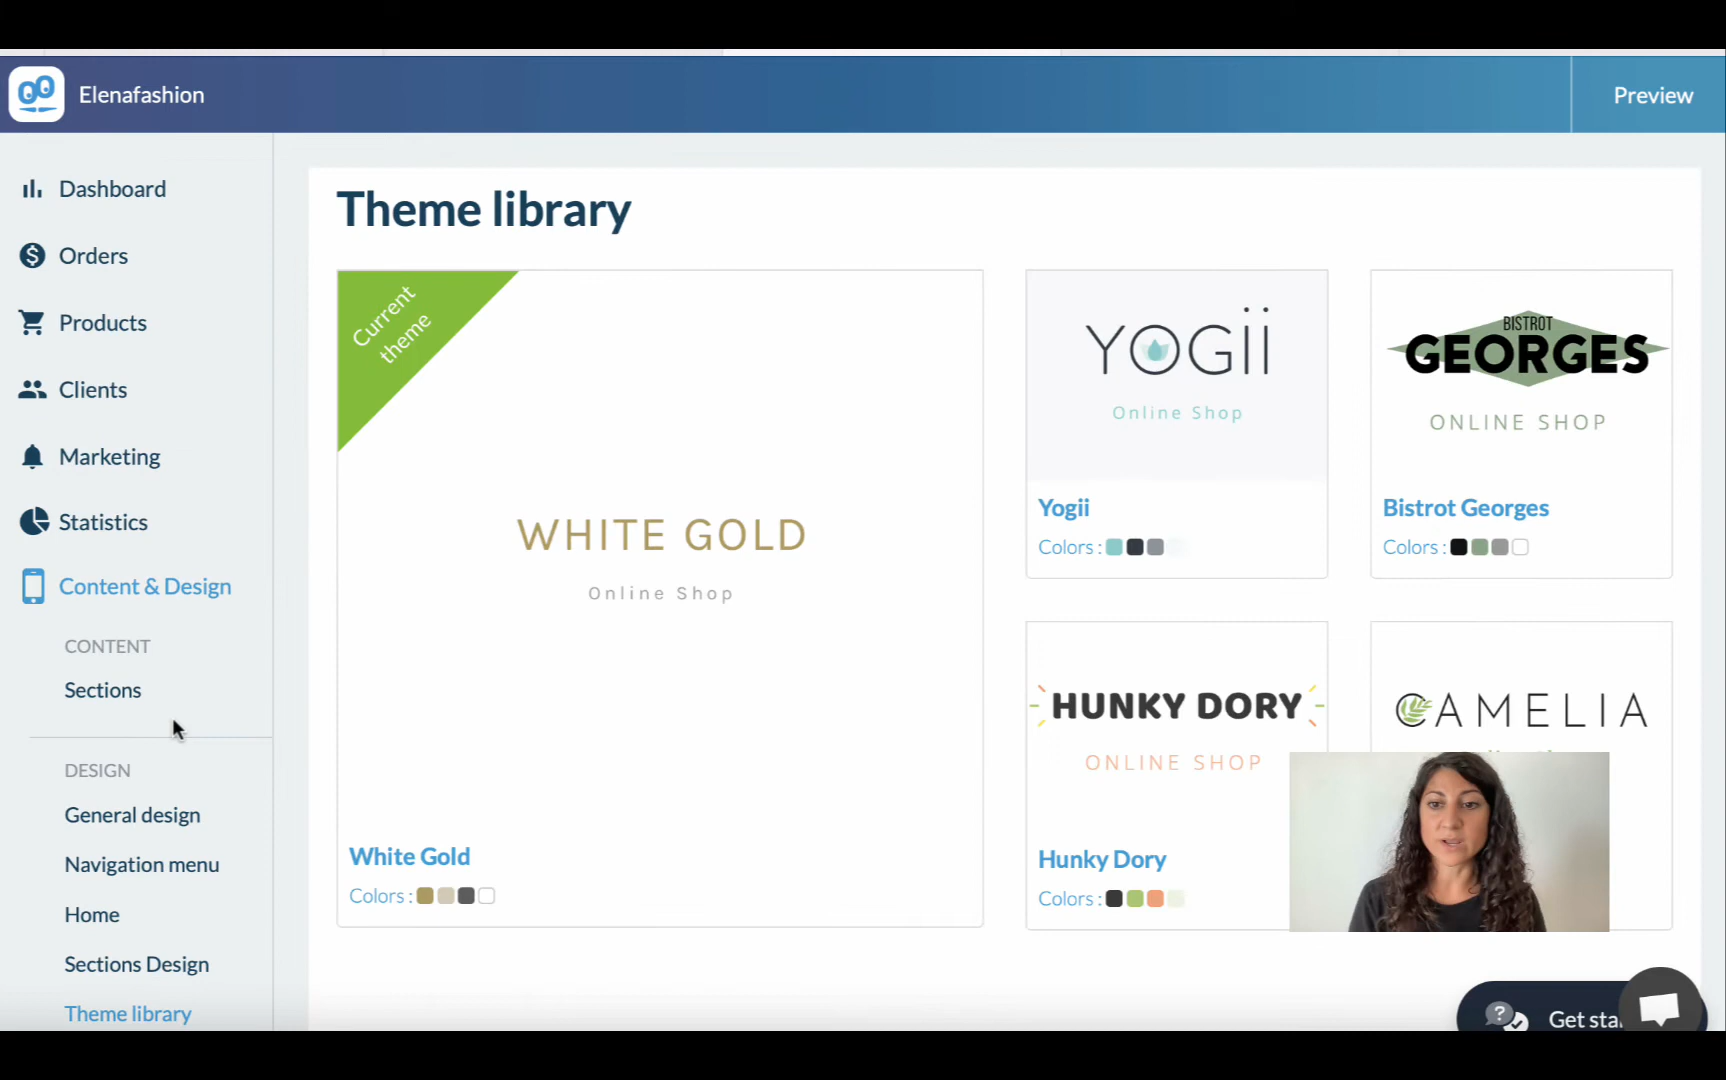 Elenafashion
Preview
Dashboard
Orders
Products
Clients
Marketing
Statistics
Content & Design
CONTENT
Sections
DESIGN
General design
Navigation menu
Home
Sections Design
Theme library
Theme library
Current
theme
WHITE GOLD
Online Shop
White Gold
Colors :
YOGii
Online Shop
Yogii
Colors :
BISTROT
GEORGES
ONLINE SHOP
Bistrot Georges
Colors :
HUNKY DORY
ONLINE SHOP
Hunky Dory
Colors :
CAMELIA
Get sta